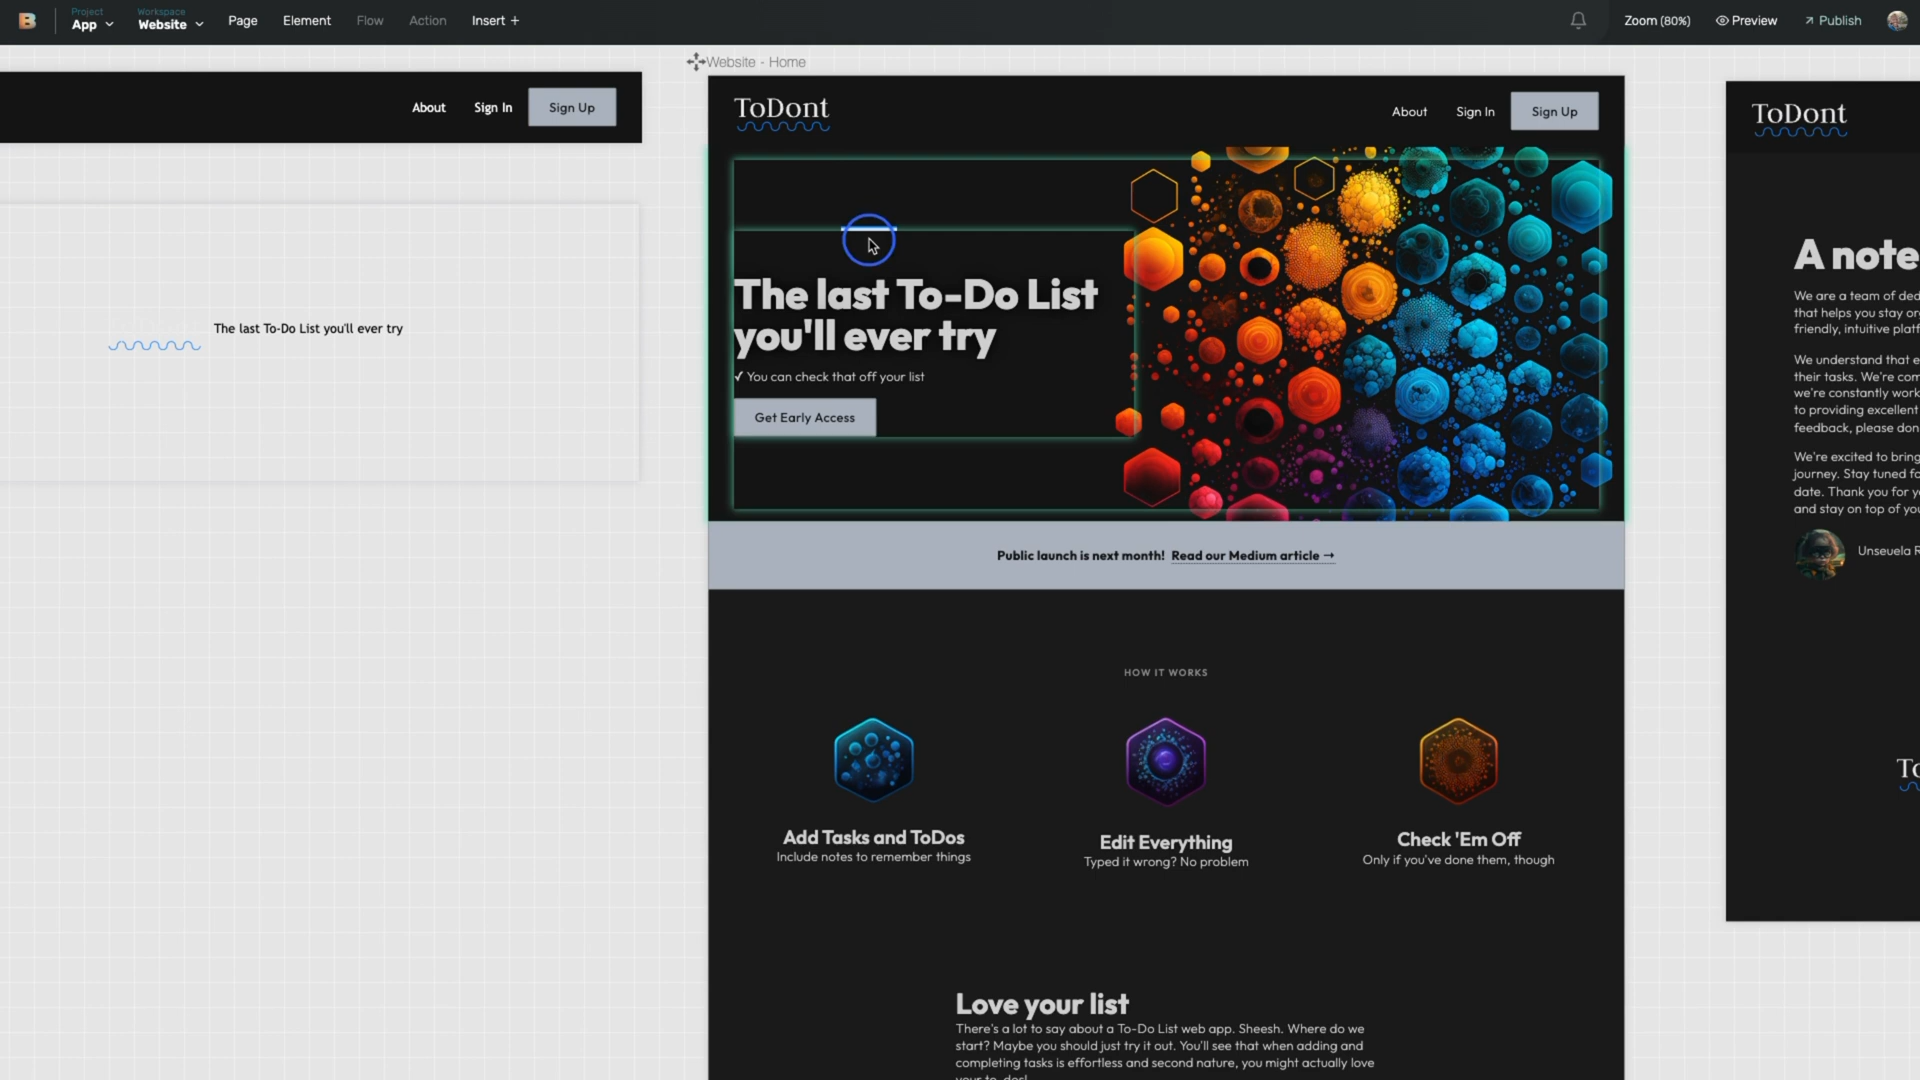 Project
App
Workspace
Website
Page
Element
Flow
Action
Insert +
Zoom (80%)
Preview
Publish
About
Sign In
Sign Up
The last To-Do List you'll ever try
Website - Home
ToDont
About
Sign In
Sign Up
The last To-Do List
you'll ever try
✓ You can check that off your list
Get Early Access
Public launch is next month! Read our Medium article →
HOW IT WORKS
Add Tasks and ToDos
Include notes to remember things
Edit Everything
Typed it wrong? No problem
Check 'Em Off
Only if you've done them, though
Love your list
There's a lot to say about a To-Do List web app. Sheesh. Where do we
start? Maybe you should just try it out. You'll see that when adding and
completing tasks is effortless and second nature, you might actually love
your to-dos!
ToDont
A note
We are a team of ded
that helps you stay or
friendly, intuitive platf
We understand that e
their tasks. We're com
we're constantly work
to providing excellent
feedback, please don
We're excited to bring
journey. Stay tuned fo
date. Thank you for y
and stay on top of you
Unseuela R
To